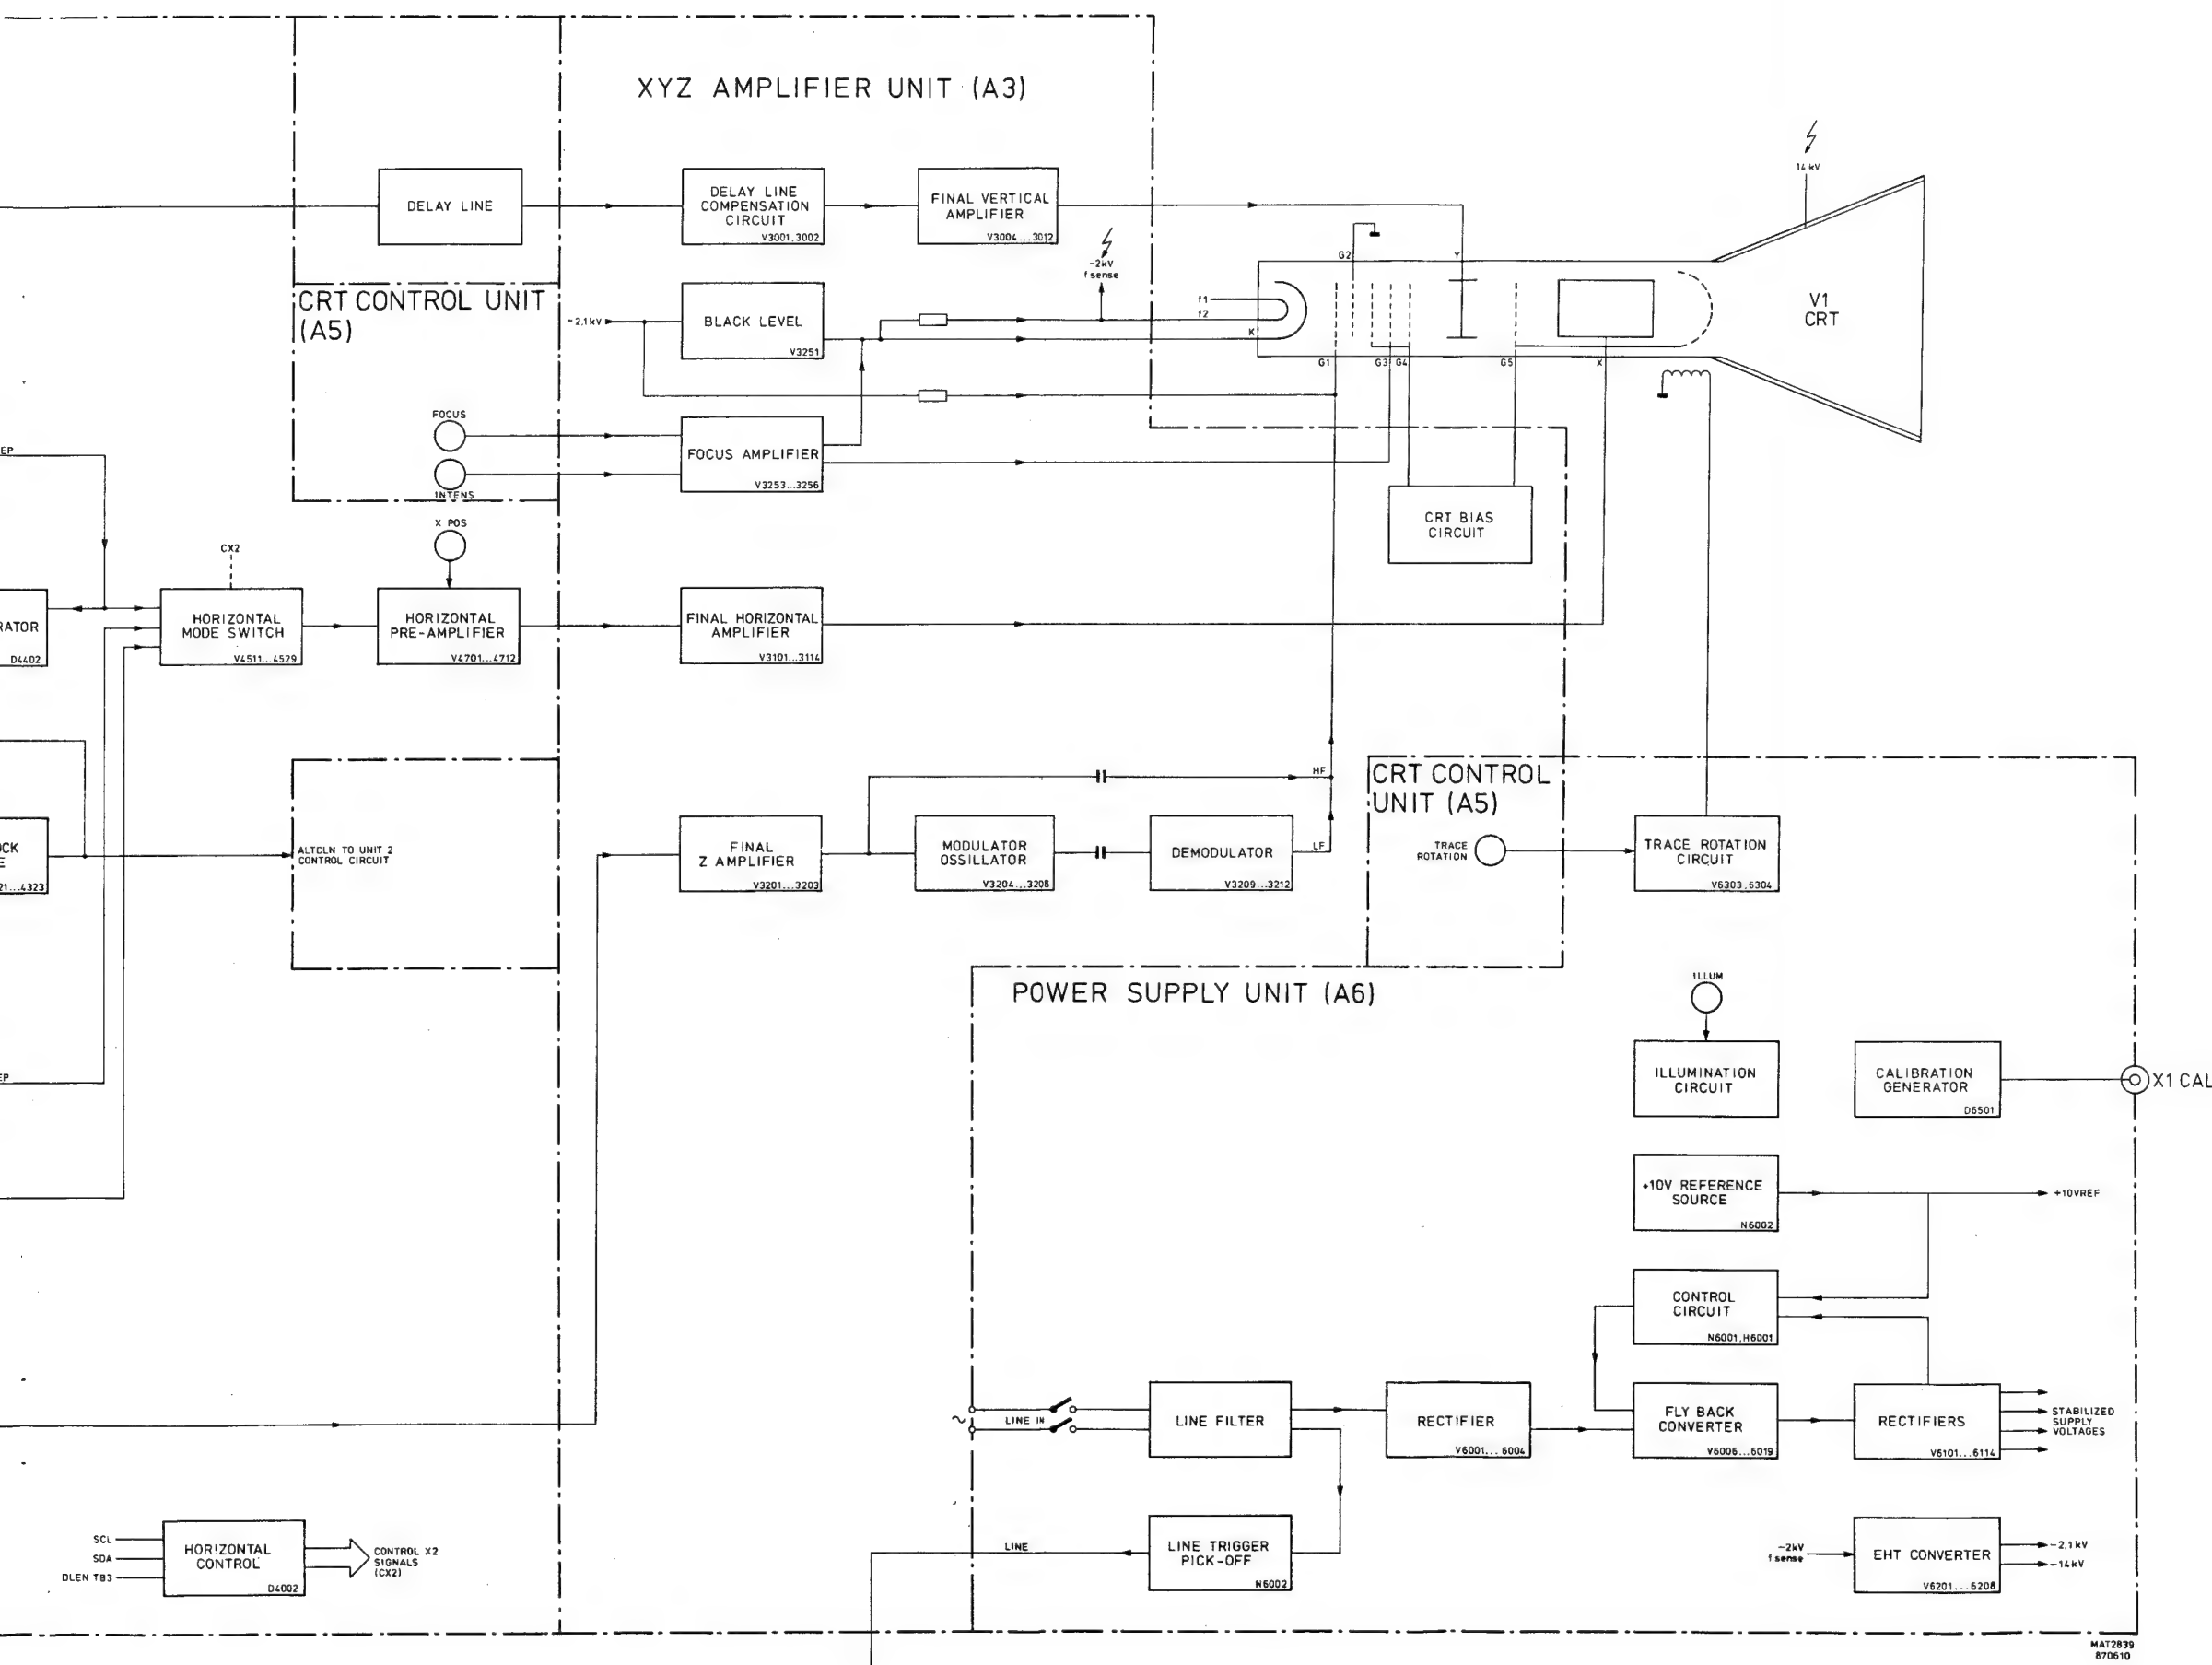 XYZ AMPLIFIER UNIT (A3)
14 kV
DELAY LINE
DELAY LINE
COMPENSATION
CIRCUIT
V3001,3002
FINAL VERTICAL
AMPLIFIER
V3004...3012
-2kV
f sense
G2
Y
CRT CONTROL UNIT
(A5)
-2,1kV
BLACK LEVEL
V3251
f1
f2
K
V1
CRT
G1
G3
G4
G5
X
FOCUS
INTENS
FOCUS AMPLIFIER
V3253...3256
EP
CRT BIAS
CIRCUIT
X POS
CX2
RATOR
D4402
HORIZONTAL
MODE SWITCH
V4511...4529
HORIZONTAL
PRE-AMPLIFIER
V4701...4712
FINAL HORIZONTAL
AMPLIFIER
V3101...3114
HF
CRT CONTROL
UNIT (A5)
OCK
E
21...4323
ALTCLN TO UNIT 2
CONTROL CIRCUIT
FINAL
Z AMPLIFIER
V3201...3203
MODULATOR
OSSILLATOR
V3204...3208
DEMODULATOR
V3209...3212
LF
TRACE
ROTATION
TRACE ROTATION
CIRCUIT
V6303,6304
POWER SUPPLY UNIT (A6)
ILLUM
EP
ILLUMINATION
CIRCUIT
CALIBRATION
GENERATOR
D6501
X1 CAL
+10V REFERENCE
SOURCE
N6002
+10VREF
CONTROL
CIRCUIT
N6001,H6001
~
LINE IN
LINE FILTER
RECTIFIER
V6001...6004
FLY BACK
CONVERTER
V6006...6019
RECTIFIERS
V6101...6114
STABILIZED
SUPPLY
VOLTAGES
SCL
SDA
DLEN TB3
HORIZONTAL
CONTROL
D4002
CONTROL X2
SIGNALS
(CX2)
LINE
LINE TRIGGER
PICK-OFF
N6002
-2kV
f sense
EHT CONVERTER
V6201...6208
-2,1kV
-14kV
MAT2839
870610